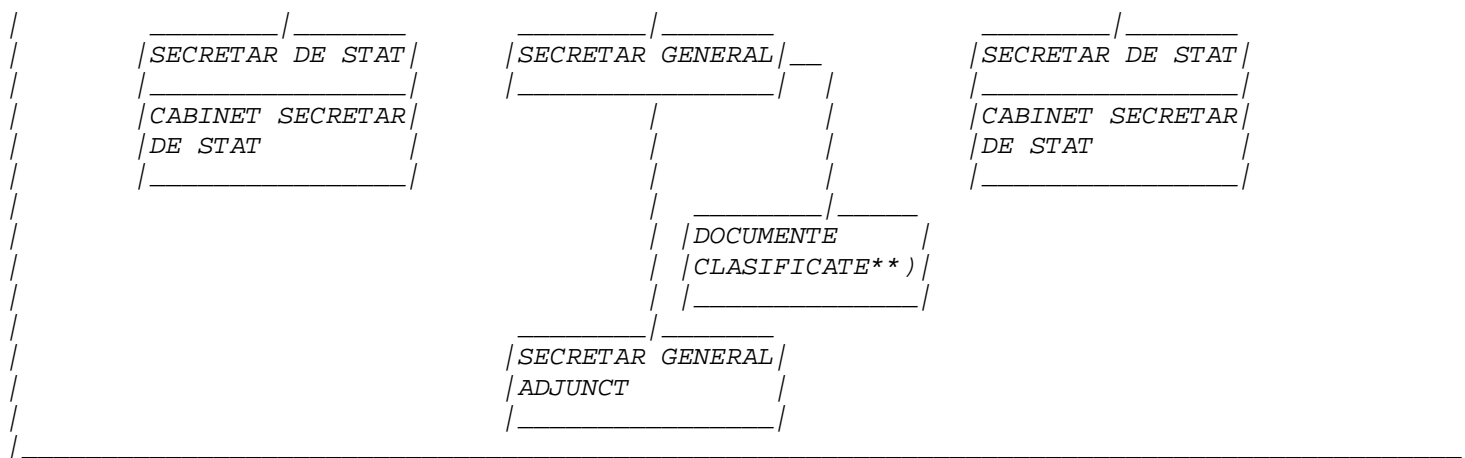 SECRETAR DE STAT SECRETAR GENERAL SECRETAR DE STAT
CABINET SECRETAR CABINET SECRETAR
DE STAT DE STAT
DOCUMENTE
CLASIFICATE**)
SECRETAR GENERAL
ADJUNCT